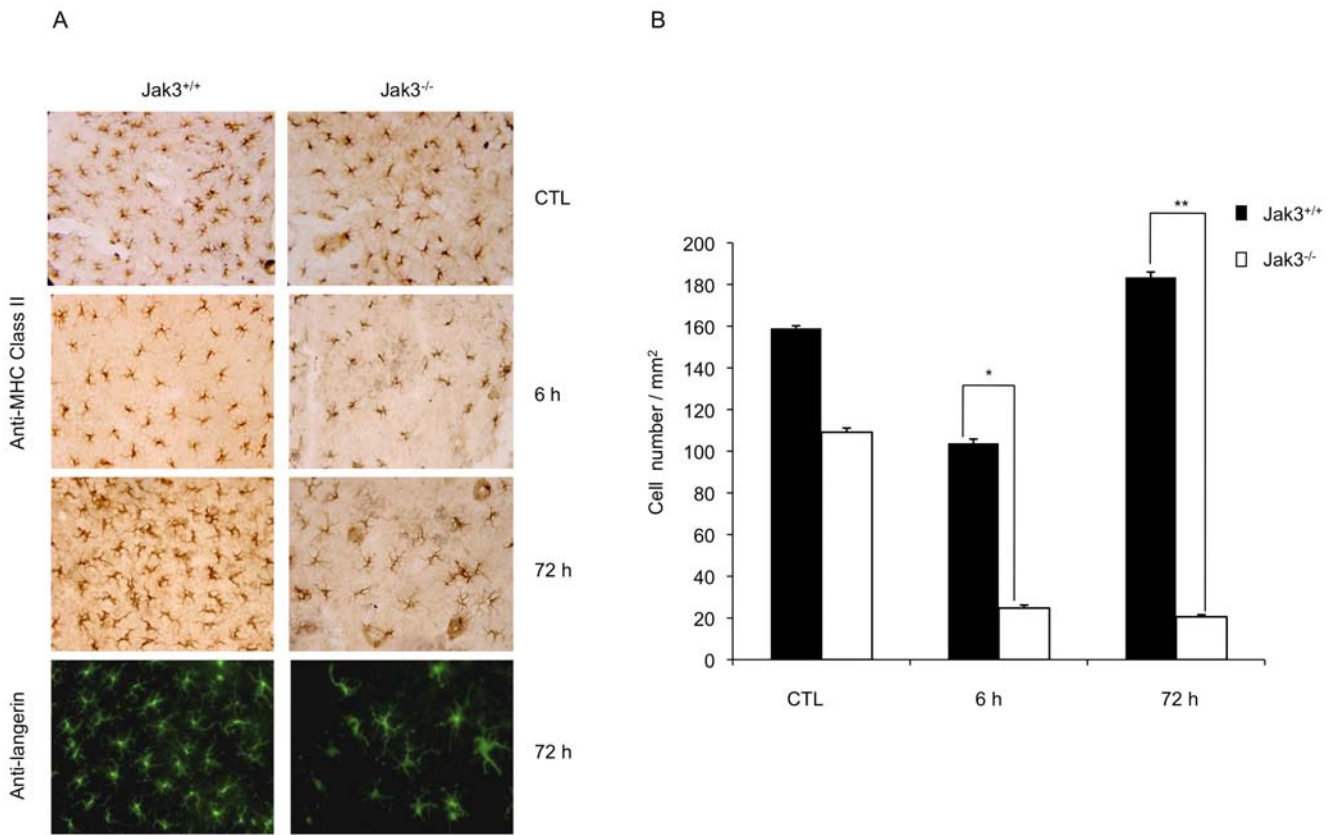 A
Jak3+/+
Jak3-/-
CTL
6 h
72 h
72 h
Anti-MHC Class II
Anti-langerin
B
**
Jak3+/+
Jak3-/-
*
200
180
160
140
120
100
80
60
40
20
0
Cell number / mm²
CTL
6 h
72 h